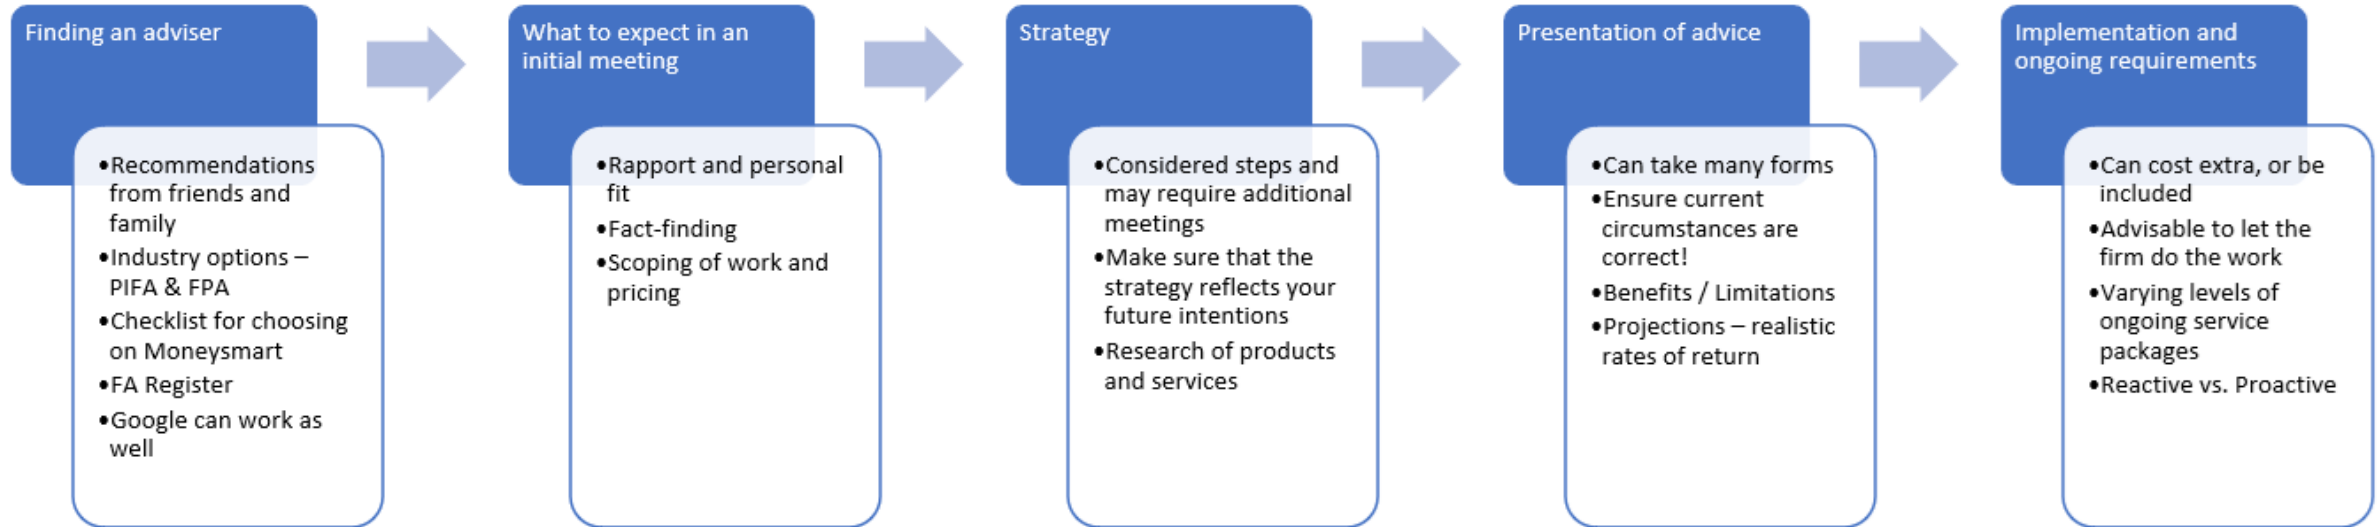 Finding an adviser
•Recommendations
from friends and
family
•Industry options –
PIFA & FPA
•Checklist for choosing
on Moneysmart
•FA Register
•Google can work as
well
What to expect in an
initial meeting
•Rapport and personal
fit
•Fact-finding
•Scoping of work and
pricing
Strategy
•Considered steps and
may require additional
meetings
•Make sure that the
strategy reflects your
future intentions
•Research of products
and services
Presentation of advice
•Can take many forms
•Ensure current
circumstances are
correct!
•Benefits / Limitations
•Projections – realistic
rates of return
Implementation and
ongoing requirements
•Can cost extra, or be
included
•Advisable to let the
firm do the work
•Varying levels of
ongoing service
packages
•Reactive vs. Proactive